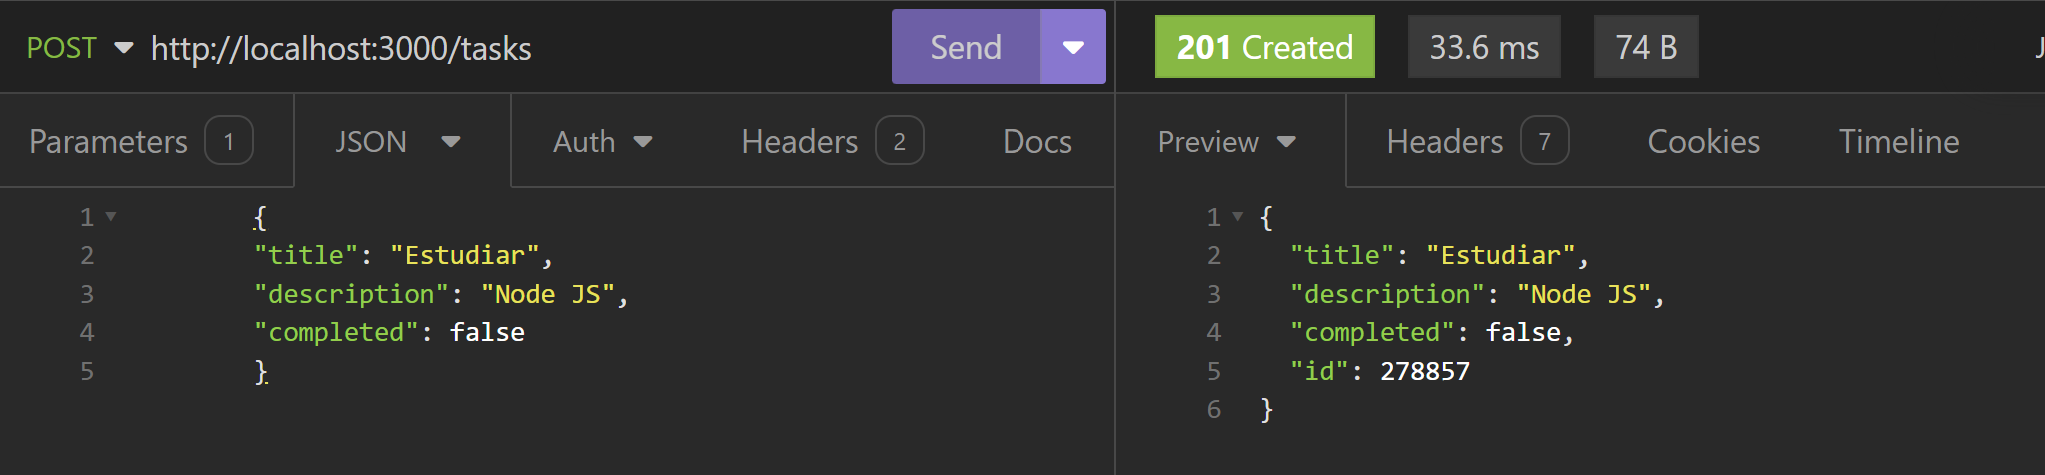 POST http://localhost:3000/tasks Send 201 Created 33.6 ms 74 B
Parameters 1 JSON Auth Headers 2 Docs Preview Headers 7 Cookies Timeline
1 {
2 "title": "Estudiar",
3 "description": "Node JS",
4 "completed": false
5 }
1 {
2 "title": "Estudiar",
3 "description": "Node JS",
4 "completed": false,
5 "id": 278857
6 }